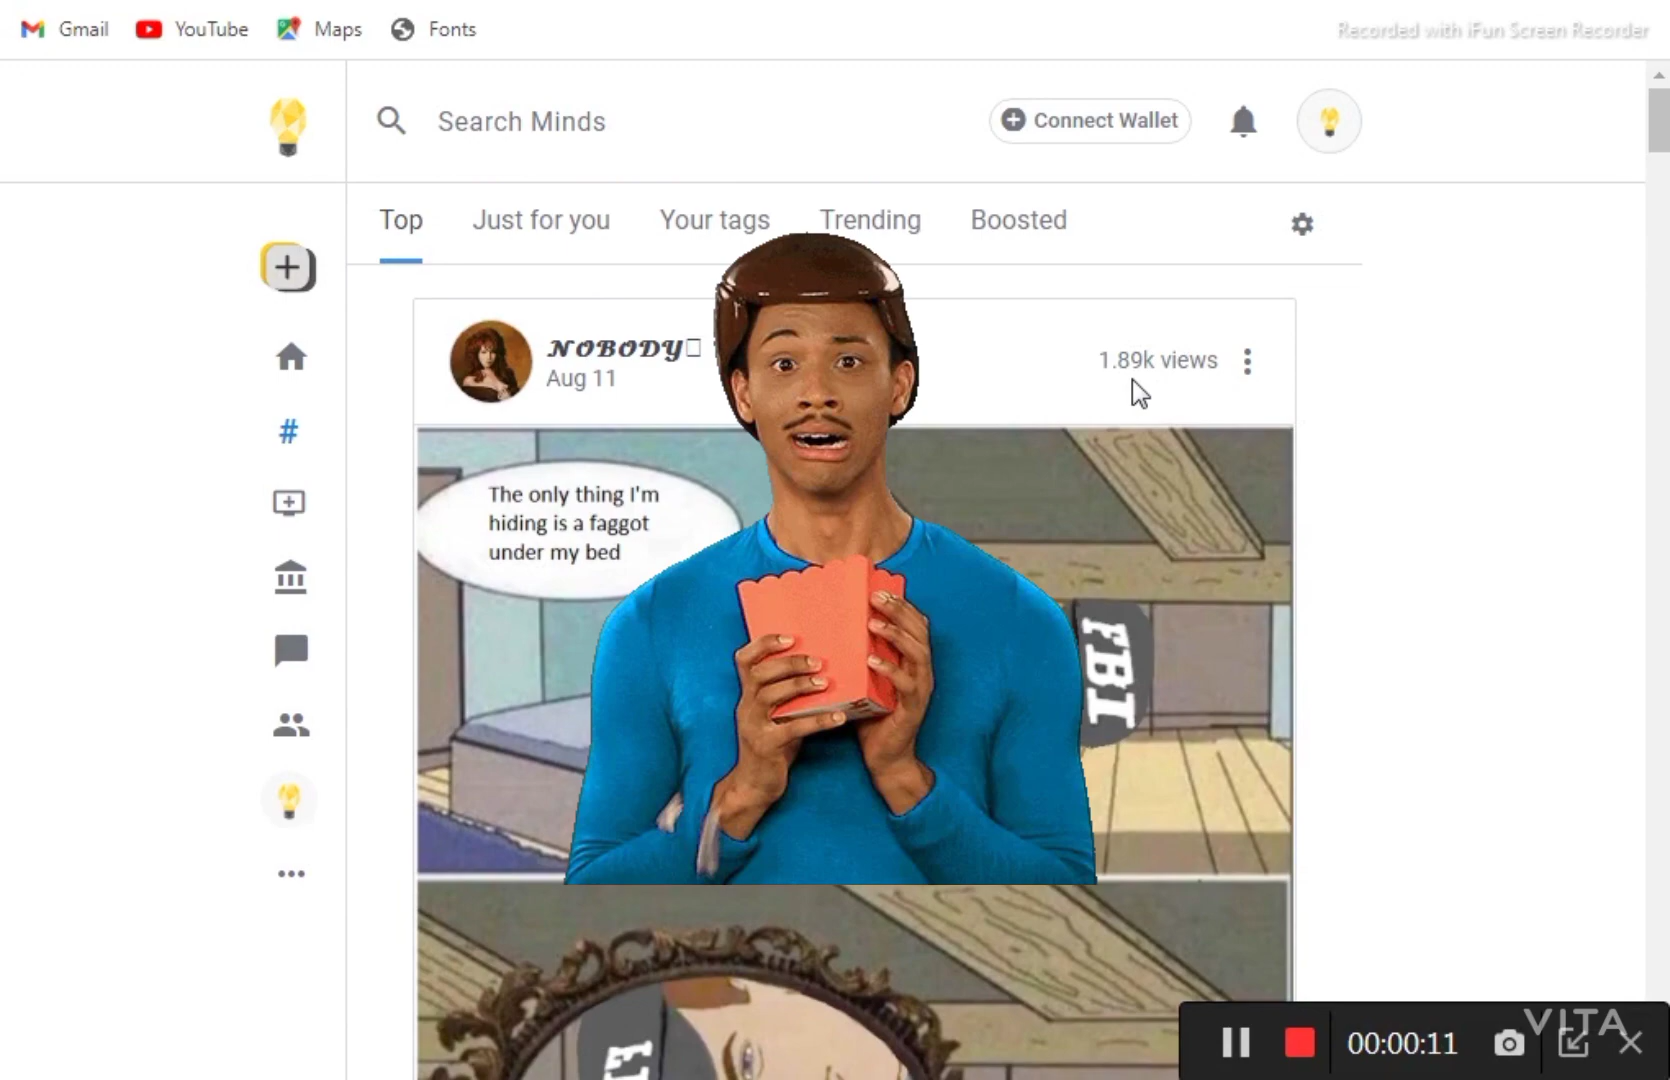 Gmail YouTube Maps Fonts
Recorded with iFun Screen Recorder
Search Minds
Connect Wallet
Top Just for you Your tags Trending Boosted
NOBODY
Aug 11
1.89k views
The only thing I'm
hiding is a faggot
under my bed
FBI
00:00:11
VITA